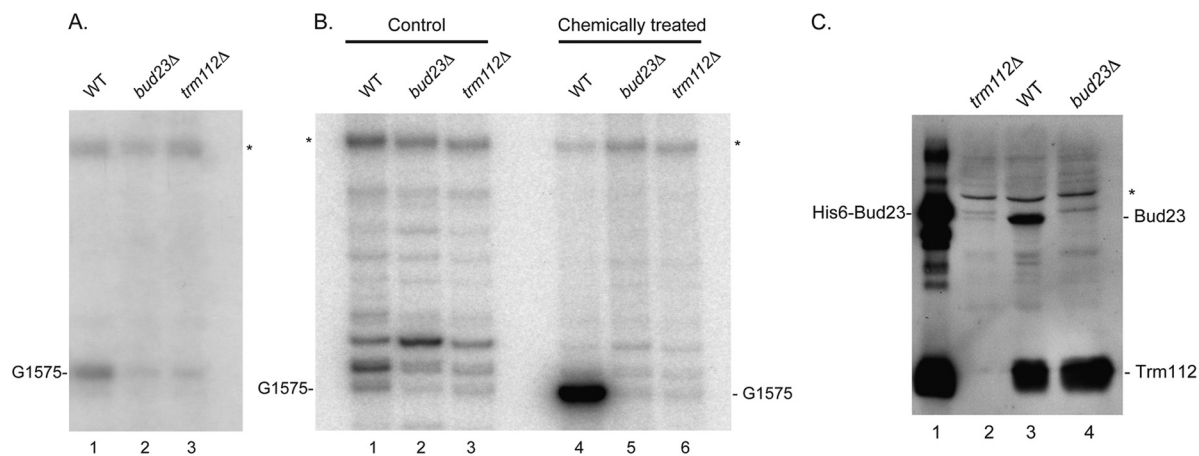 A.
WT
bud23Δ
trm112Δ
*
G1575-
1 2 3
B.
Control
Chemically treated
WT
bud23Δ
trm112Δ
WT
bud23Δ
trm112Δ
*
*
G1575-
- G1575
1 2 3 4 5 6
C.
trm112Δ
WT
bud23Δ
*
His6-Bud23-
- Bud23
- Trm112
1 2 3 4